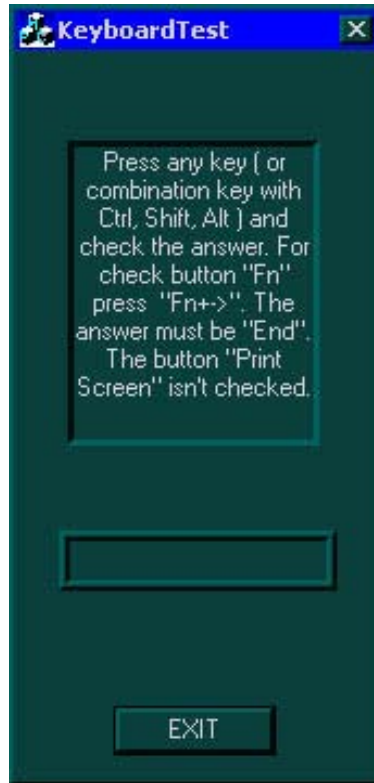 KeyboardTest
Press any key ( or
combination key with
Ctrl, Shift, Alt ) and
check the answer. For
check button "Fn"
press "Fn+->". The
answer must be "End".
The button "Print
Screen" isn't checked.
EXIT